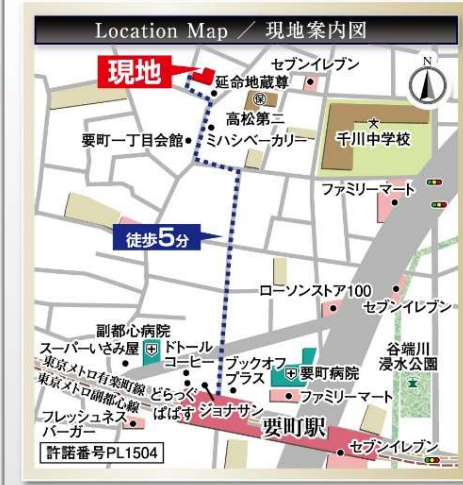 Location Map / 現地案内図
現地
セブンイレブン
N
延命地蔵尊
保
高松第二
要町一丁目会館
ミハシベーカリー
千川中学校
ファミリーマート
徒歩5分
ローソンストア100
セブンイレブン
副都心病院
スーパーいさみ屋
ドトール
コーヒー
ブックオフ
プラス
谷端川
浸水公園
東京メトロ有楽町線
東京メトロ副都心線
どらっぐ
ぱぱす
ジョナサン
要町病院
ファミリーマート
フレッシュネス
バーガー
要町駅
セブンイレブン
許諾番号PL1504